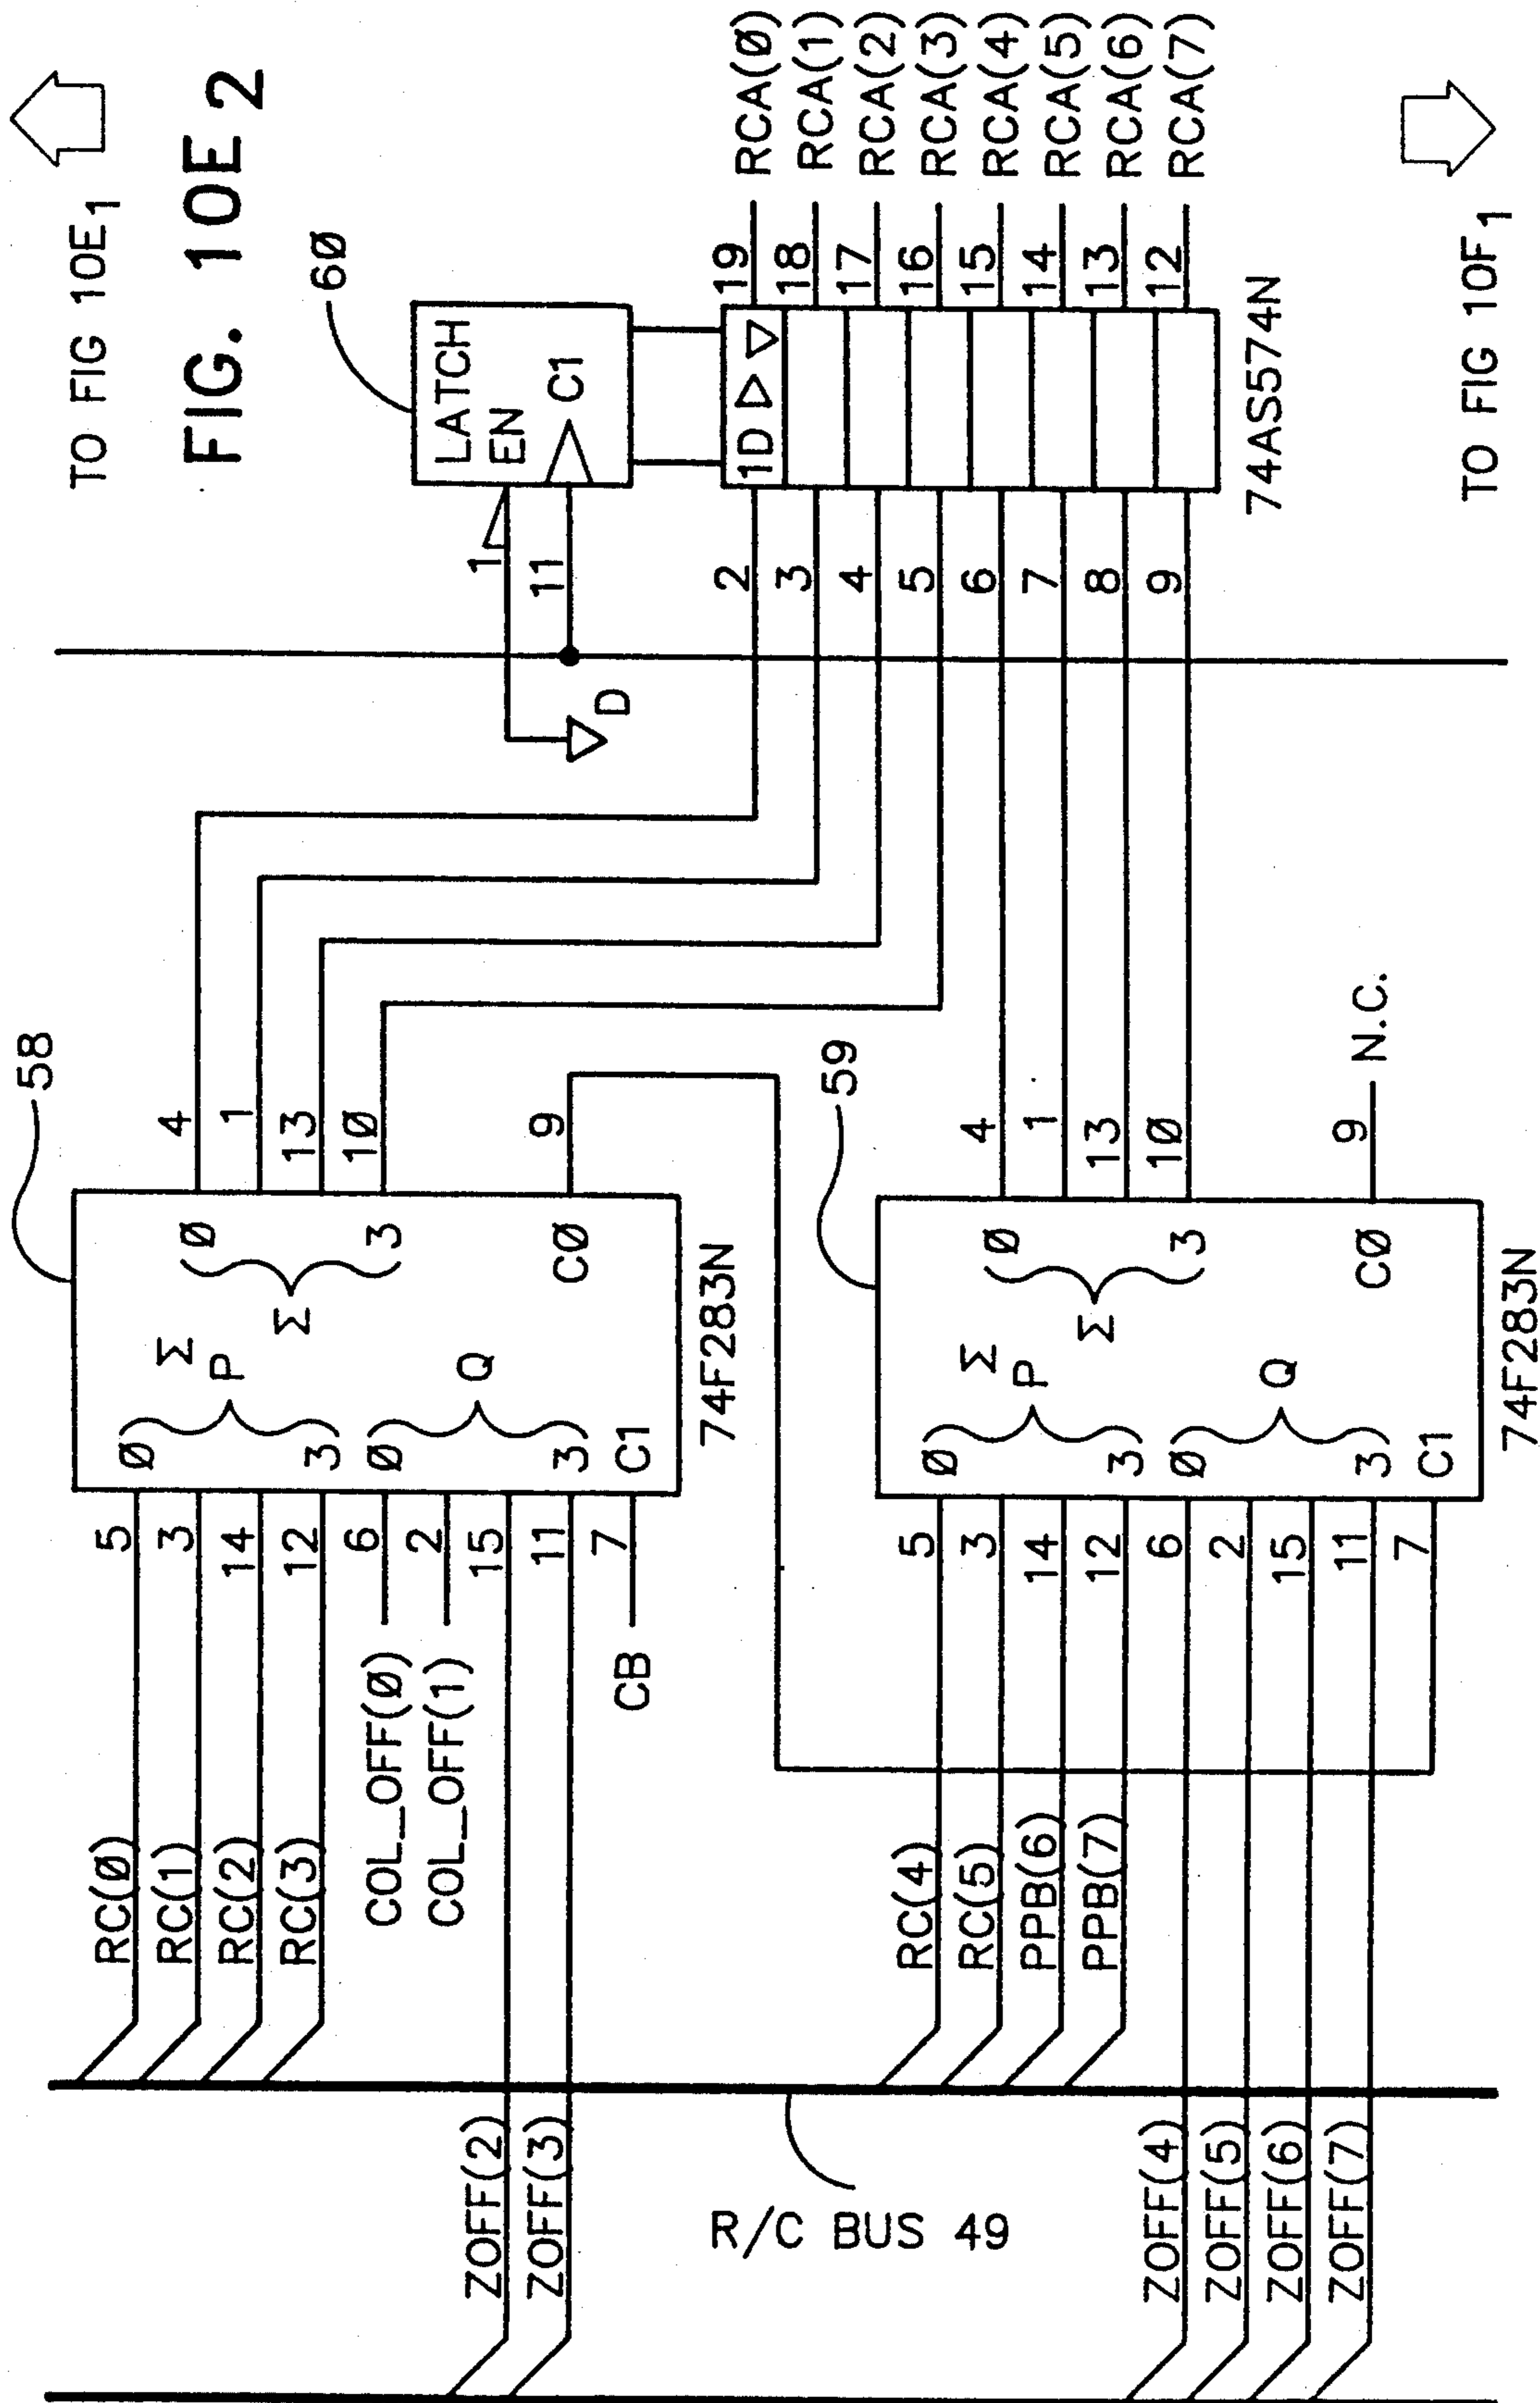 TO FIG 10E1
FIG. 10E 2
58
RC(Ø)
RC(1)
RC(2)
RC(3)
COL_OFF(Ø)
COL_OFF(1)
ZOFF(2)
ZOFF(3)
CB
5
3
14
12
6
2
15
11
7
Ø
3
P
Σ
Ø
3
Q
C1
Σ
Ø
3
CØ
4
1
13
1Ø
9
74F283N
R/C BUS 49
59
RC(4)
RC(5)
PPB(6)
PPB(7)
ZOFF(4)
ZOFF(5)
ZOFF(6)
ZOFF(7)
5
3
14
12
6
2
15
11
7
Ø
3
P
Σ
Ø
3
Q
C1
Σ
Ø
3
CØ
4
1
13
1Ø
9
N.C.
74F283N
6Ø
LATCH
EN
C1
1
11
D
1D
2
3
4
5
6
7
8
9
19
18
17
16
15
14
13
12
RCA(Ø)
RCA(1)
RCA(2)
RCA(3)
RCA(4)
RCA(5)
RCA(6)
RCA(7)
74AS574N
TO FIG 10F1